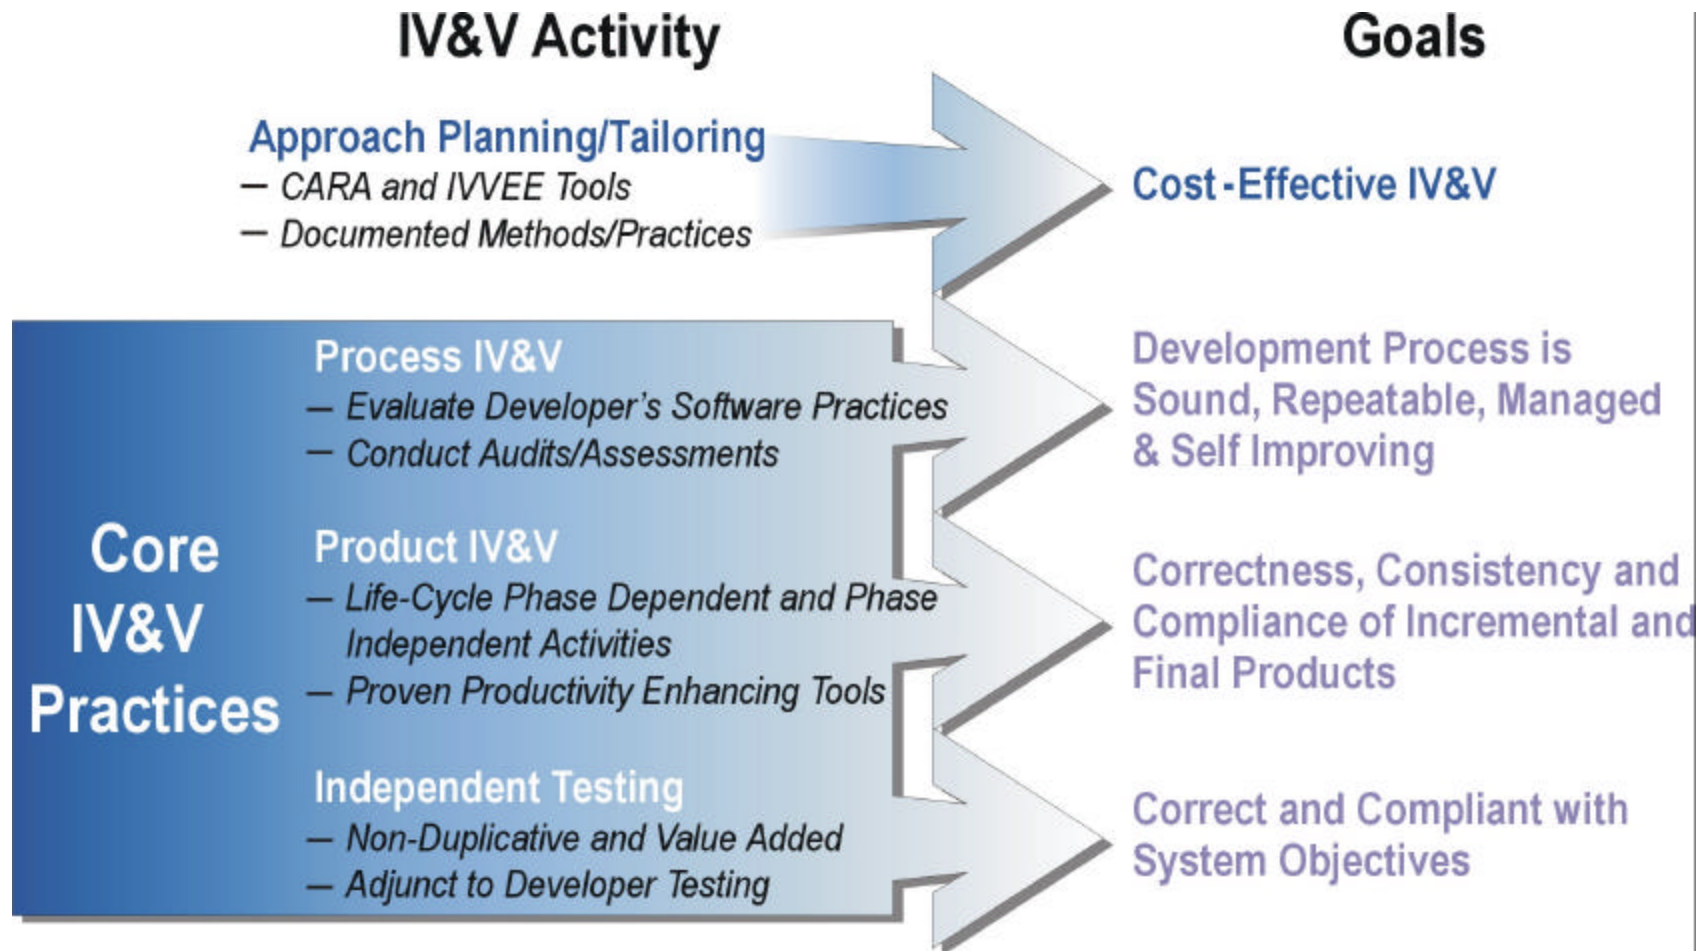 IV&V Activity
Goals
Approach Planning/Tailoring
– CARA and IVVEE Tools
– Documented Methods/Practices
Cost-Effective IV&V
Core
IV&V
Practices
Process IV&V
– Evaluate Developer's Software Practices
– Conduct Audits/Assessments
Development Process is
Sound, Repeatable, Managed
& Self Improving
Product IV&V
– Life-Cycle Phase Dependent and Phase
Independent Activities
– Proven Productivity Enhancing Tools
Correctness, Consistency and
Compliance of Incremental and
Final Products
Independent Testing
– Non-Duplicative and Value Added
– Adjunct to Developer Testing
Correct and Compliant with
System Objectives